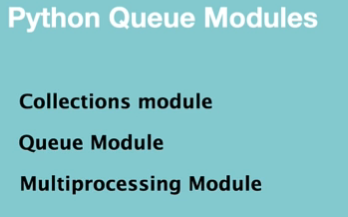 Python Queue Modules
Collections module
Queue Module
Multiprocessing Module